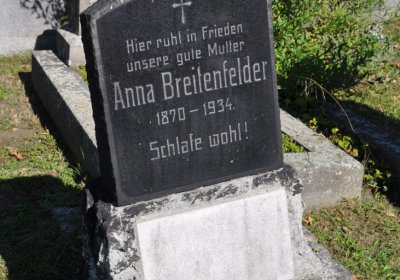 Hier ruht in Frieden
unsere gute Mutter
Anna Breitenfelder
1870 – 1934.
Schlafe wohl!